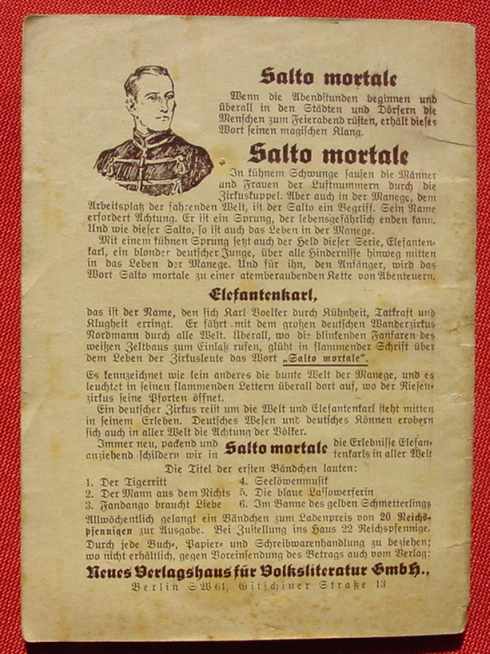 Salto mortale
Wenn die Abendstunden beginnen und
überall in den Städten und Dörfern die
Menschen zum Feierabend rüsten, erhält dieses
Wort seinen magischen Klang.
Salto mortale
In kühnem Schwunge sausen die Männer
und Frauen der Luftnummern durch die
Zirkuskuppel. Aber auch in der Manege, dem
Arbeitsplatz der fahrenden Welt, ist der Salto ein Begriff. Sein Name
erfordert Achtung. Er ist ein Sprung, der lebensgefährlich enden kann.
Und wie dieser Salto, so ist auch das Leben in der Manege.
Mit einem kühnen Sprung setzt auch der Held dieser Serie, Elefanten-
karl, ein blonder deutscher Junge, über alle Hindernisse hinweg mitten
in das Leben der Manege. Und für ihn, den Anfänger, wird das
Wort Salto mortale zu einer atemberaubenden Kette von Abenteuern.
Elefantenkarl,
das ist der Name, den sich Karl Voelker durch Kühnheit, Tatkraft und
Klugheit erringt. Er fährt mit dem großen deutschen Wanderzirkus
Nordmann durch alle Welt. Überall, wo die blinkenden Fanfaren des
weißen Zeltbaus zum Einlaß rufen, glüht in flammender Schrift über
dem Leben der Zirkusleute das Wort „Salto mortale".
Es kennzeichnet wie kein anderes die bunte Welt der Manege, und es
leuchtet in seinen flammenden Lettern überall dort auf, wo der Riesen-
zirkus seine Pforten öffnet.
Ein deutscher Zirkus reist um die Welt und Elefantenkarl steht mitten
in seinem Erleben. Deutsches Wesen und deutsches Können erobern
sich auch in aller Welt die Achtung der Völker.
Immer neu, packend und anziehend schildern wir in Salto mortale die Erlebnisse Elefan-
tenkarls in aller Welt
Die Titel der ersten Bändchen lauten:
1. Der Tigerritt 4. Seelöwenmusik
2. Der Mann aus dem Nichts 5. Die blaue Lassowerferin
3. Fandango braucht Liebe 6. Im Banne des gelben Schmetterlings
Allwöchentlich gelangt ein Bändchen zum Ladenpreis von 20 Reichs-
pfennigen zur Ausgabe. Bei Zustellung ins Haus 22 Reichspfennige.
Durch jede Buch-, Papier- und Schreibwarenhandlung zu beziehen;
wo nicht erhältlich, gegen Voreinsendung des Betrags auch vom Verlag:
Neues Verlagshaus für Volksliteratur GmbH.,
Berlin SW 61, Gitschiner Straße 13